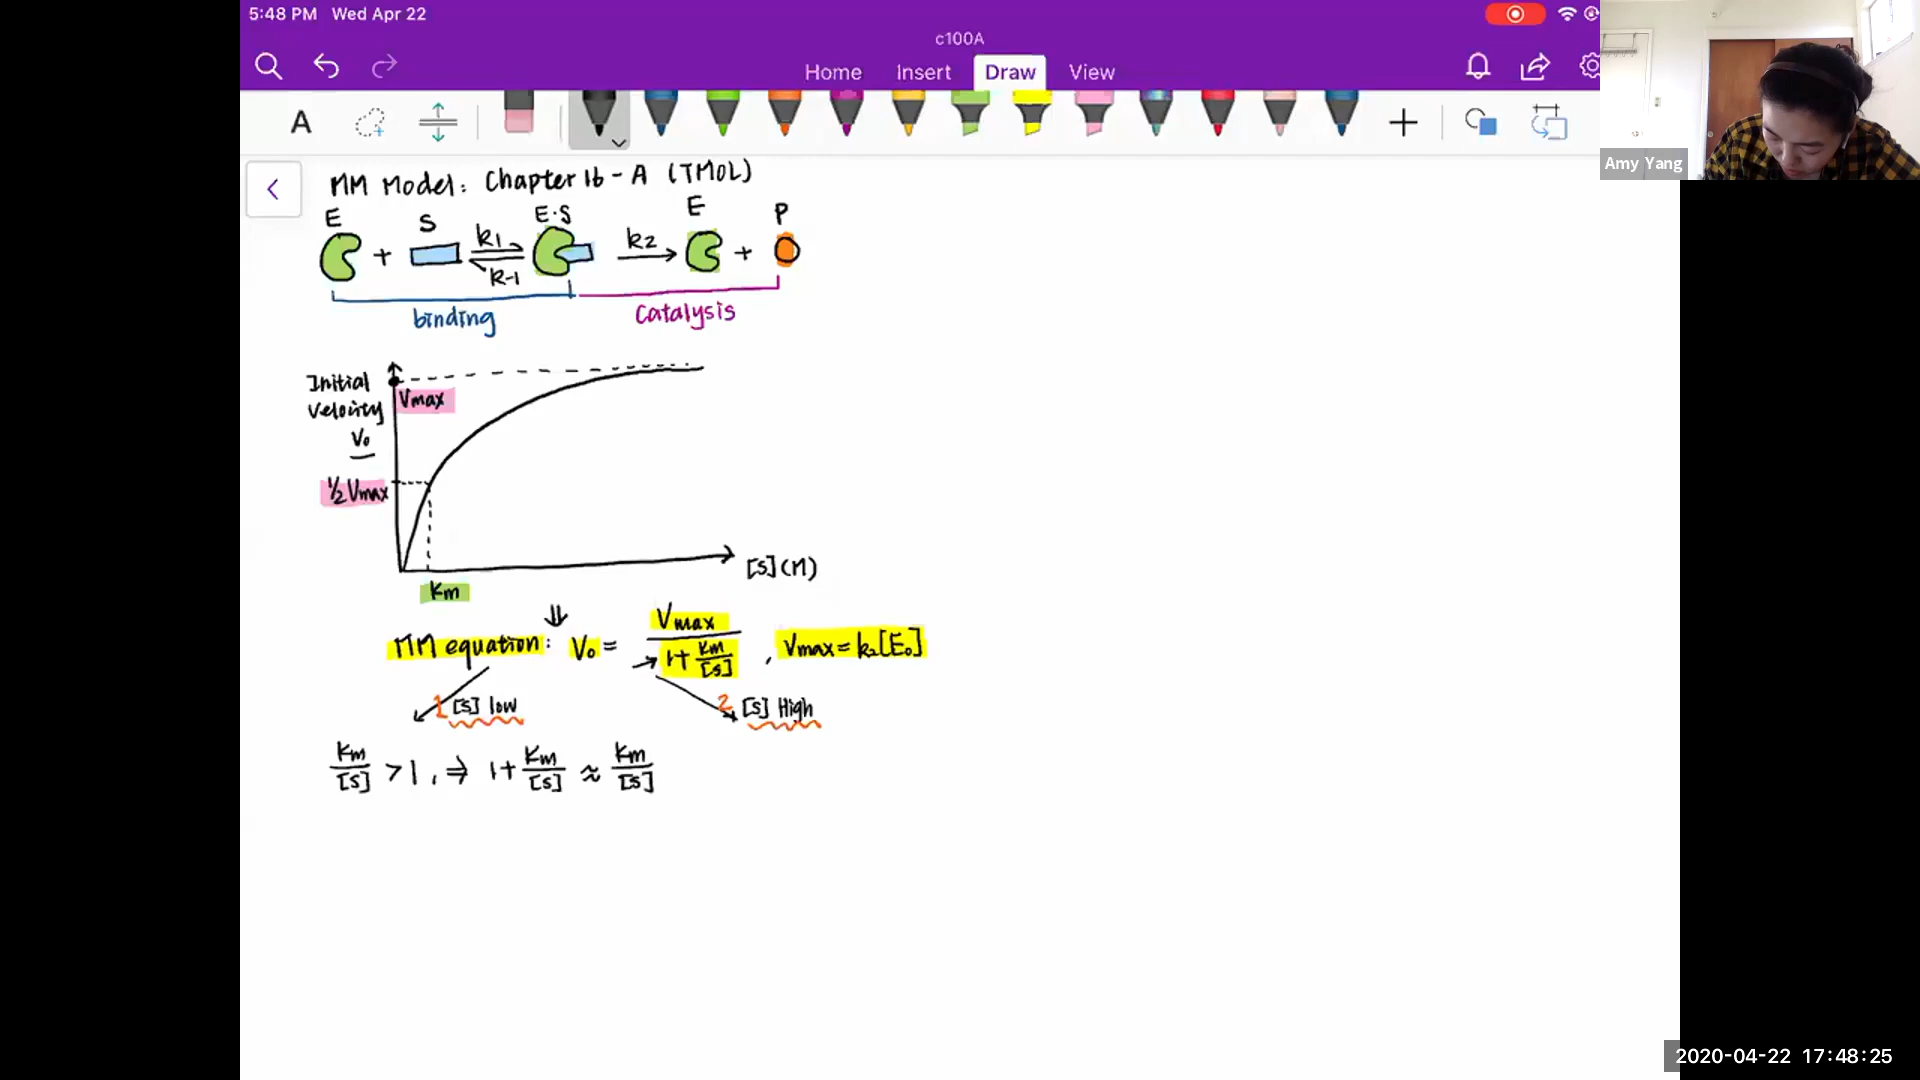 5:48 PM Wed Apr 22
c100A
Home Insert Draw View
A
Amy Yang
MM Model: Chapter 16 - A (TMOL)
E + S k1 k-1 E·S k2 E + P
binding catalysis
Initial Velocity V₀
Vmax
½ Vmax
Km
[S] (M)
MM equation: V₀ = Vmax / 1 + Km/[S] , Vmax = k₂[E₀]
1 [S] low
2 [S] High
Km/[S] > 1, ⇒ 1 + Km/[S] ≈ Km/[S]
2020-04-22 17:48:25